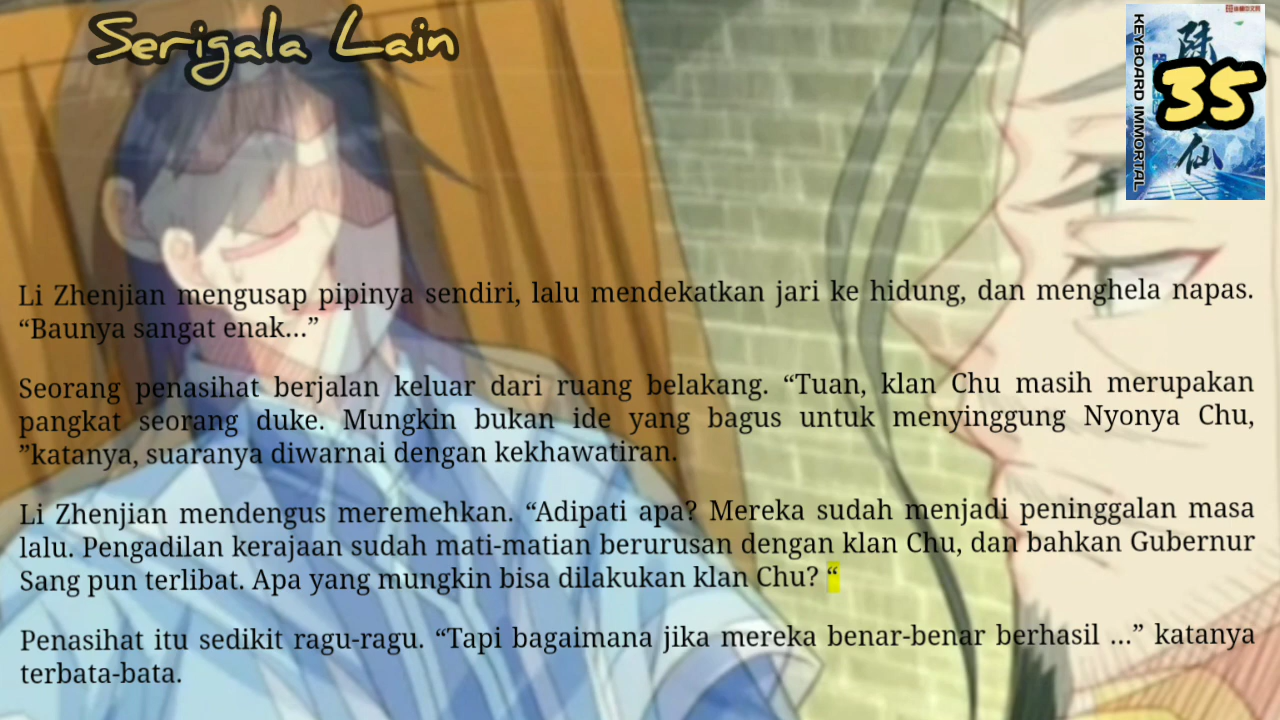 Serigala Lain
KEYBOARD IMMORTAL
陆
35
仙
Li Zhenjian mengusap pipinya sendiri, lalu mendekatkan jari ke hidung, dan menghela napas.
“Baunya sangat enak...”
Seorang penasihat berjalan keluar dari ruang belakang. “Tuan, klan Chu masih merupakan
pangkat seorang duke. Mungkin bukan ide yang bagus untuk menyinggung Nyonya Chu,
”katanya, suaranya diwarnai dengan kekhawatiran.
Li Zhenjian mendengus meremehkan. “Adipati apa? Mereka sudah menjadi peninggalan masa
lalu. Pengadilan kerajaan sudah mati-matian berurusan dengan klan Chu, dan bahkan Gubernur
Sang pun terlibat. Apa yang mungkin bisa dilakukan klan Chu? “
Penasihat itu sedikit ragu-ragu. “Tapi bagaimana jika mereka benar-benar berhasil ...” katanya
terbata-bata.